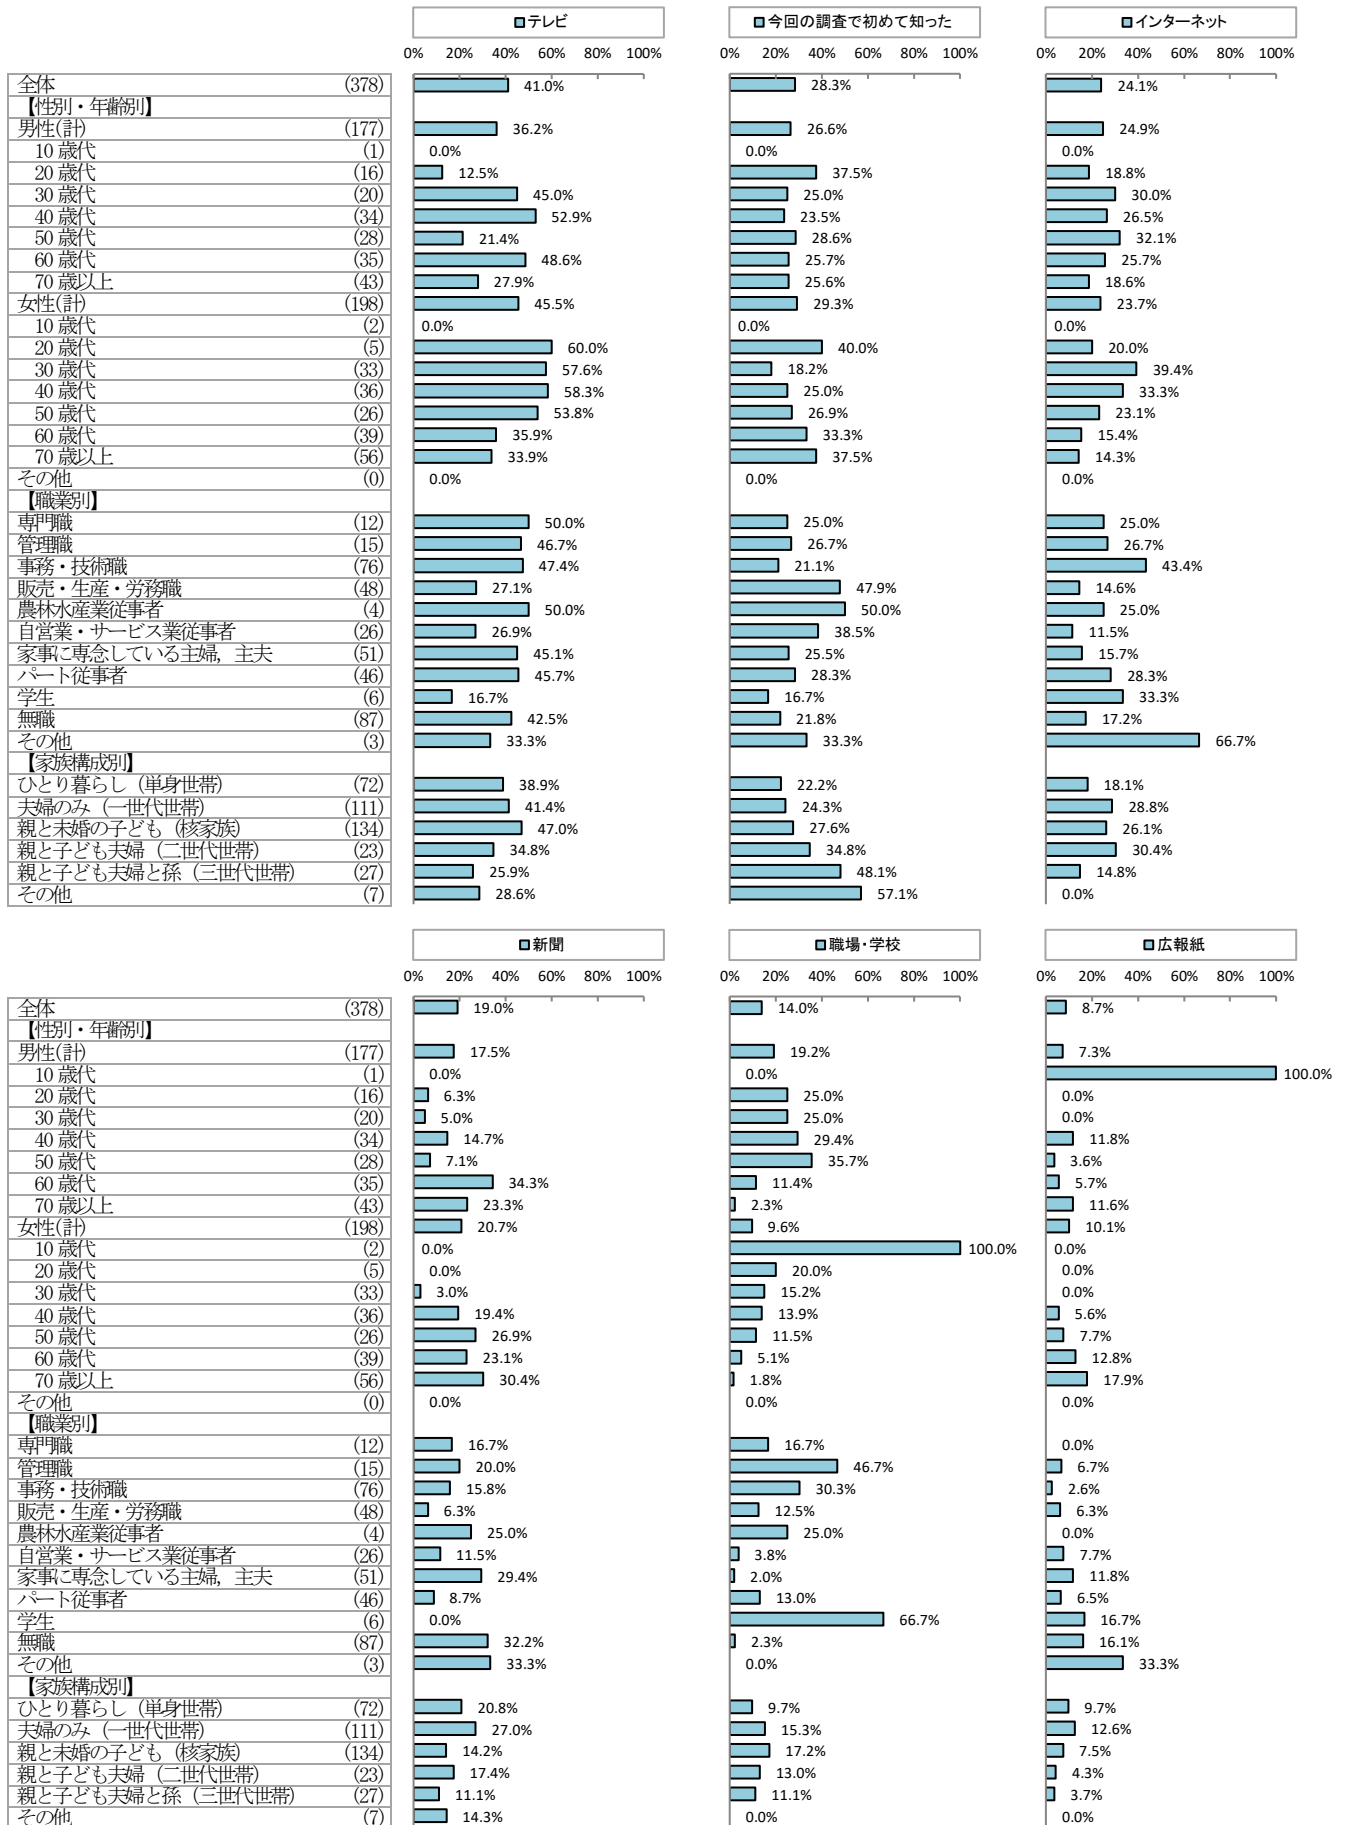 テレビ 今回の調査で初めて知った インターネット
0% 20% 40% 60% 80% 100% 0% 20% 40% 60% 80% 100% 0% 20% 40% 60% 80% 100%
全体 (378) 41.0% 28.3% 24.1%
【性別・年齢別】
男性(計) (177) 36.2% 26.6% 24.9%
10 歳代 (1) 0.0% 0.0% 0.0%
20 歳代 (16) 12.5% 37.5% 18.8%
30 歳代 (20) 45.0% 25.0% 30.0%
40 歳代 (34) 52.9% 23.5% 26.5%
50 歳代 (28) 21.4% 28.6% 32.1%
60 歳代 (35) 48.6% 25.7% 25.7%
70 歳以上 (43) 27.9% 25.6% 18.6%
女性(計) (198) 45.5% 29.3% 23.7%
10 歳代 (2) 0.0% 0.0% 0.0%
20 歳代 (5) 60.0% 40.0% 20.0%
30 歳代 (33) 57.6% 18.2% 39.4%
40 歳代 (36) 58.3% 25.0% 33.3%
50 歳代 (26) 53.8% 26.9% 23.1%
60 歳代 (39) 35.9% 33.3% 15.4%
70 歳以上 (56) 33.9% 37.5% 14.3%
その他 (0) 0.0% 0.0% 0.0%
【職業別】
専門職 (12) 50.0% 25.0% 25.0%
管理職 (15) 46.7% 26.7% 26.7%
事務・技術職 (76) 47.4% 21.1% 43.4%
販売・生産・労務職 (48) 27.1% 47.9% 14.6%
農林水産業従事者 (4) 50.0% 50.0% 25.0%
自営業・サービス業従事者 (26) 26.9% 38.5% 11.5%
家事に専念している主婦，主夫 (51) 45.1% 25.5% 15.7%
パート従事者 (46) 45.7% 28.3% 28.3%
学生 (6) 16.7% 16.7% 33.3%
無職 (87) 42.5% 21.8% 17.2%
その他 (3) 33.3% 33.3% 66.7%
【家族構成別】
ひとり暮らし（単身世帯） (72) 38.9% 22.2% 18.1%
夫婦のみ（一世代世帯） (111) 41.4% 24.3% 28.8%
親と未婚の子ども（核家族） (134) 47.0% 27.6% 26.1%
親と子ども夫婦（二世代世帯） (23) 34.8% 34.8% 30.4%
親と子ども夫婦と孫（三世代世帯） (27) 25.9% 48.1% 14.8%
その他 (7) 28.6% 57.1% 0.0%
新聞 職場・学校 広報紙
0% 20% 40% 60% 80% 100% 0% 20% 40% 60% 80% 100% 0% 20% 40% 60% 80% 100%
全体 (378) 19.0% 14.0% 8.7%
【性別・年齢別】
男性(計) (177) 17.5% 19.2% 7.3%
10 歳代 (1) 0.0% 0.0% 100.0%
20 歳代 (16) 6.3% 25.0% 0.0%
30 歳代 (20) 5.0% 25.0% 0.0%
40 歳代 (34) 14.7% 29.4% 11.8%
50 歳代 (28) 7.1% 35.7% 3.6%
60 歳代 (35) 34.3% 11.4% 5.7%
70 歳以上 (43) 23.3% 2.3% 11.6%
女性(計) (198) 20.7% 9.6% 10.1%
10 歳代 (2) 0.0% 100.0% 0.0%
20 歳代 (5) 0.0% 20.0% 0.0%
30 歳代 (33) 3.0% 15.2% 0.0%
40 歳代 (36) 19.4% 13.9% 5.6%
50 歳代 (26) 26.9% 11.5% 7.7%
60 歳代 (39) 23.1% 5.1% 12.8%
70 歳以上 (56) 30.4% 1.8% 17.9%
その他 (0) 0.0% 0.0% 0.0%
【職業別】
専門職 (12) 16.7% 16.7% 0.0%
管理職 (15) 20.0% 46.7% 6.7%
事務・技術職 (76) 15.8% 30.3% 2.6%
販売・生産・労務職 (48) 6.3% 12.5% 6.3%
農林水産業従事者 (4) 25.0% 25.0% 0.0%
自営業・サービス業従事者 (26) 11.5% 3.8% 7.7%
家事に専念している主婦，主夫 (51) 29.4% 2.0% 11.8%
パート従事者 (46) 8.7% 13.0% 6.5%
学生 (6) 0.0% 66.7% 16.7%
無職 (87) 32.2% 2.3% 16.1%
その他 (3) 33.3% 0.0% 33.3%
【家族構成別】
ひとり暮らし（単身世帯） (72) 20.8% 9.7% 9.7%
夫婦のみ（一世代世帯） (111) 27.0% 15.3% 12.6%
親と未婚の子ども（核家族） (134) 14.2% 17.2% 7.5%
親と子ども夫婦（二世代世帯） (23) 17.4% 13.0% 4.3%
親と子ども夫婦と孫（三世代世帯） (27) 11.1% 11.1% 3.7%
その他 (7) 14.3% 0.0% 0.0%